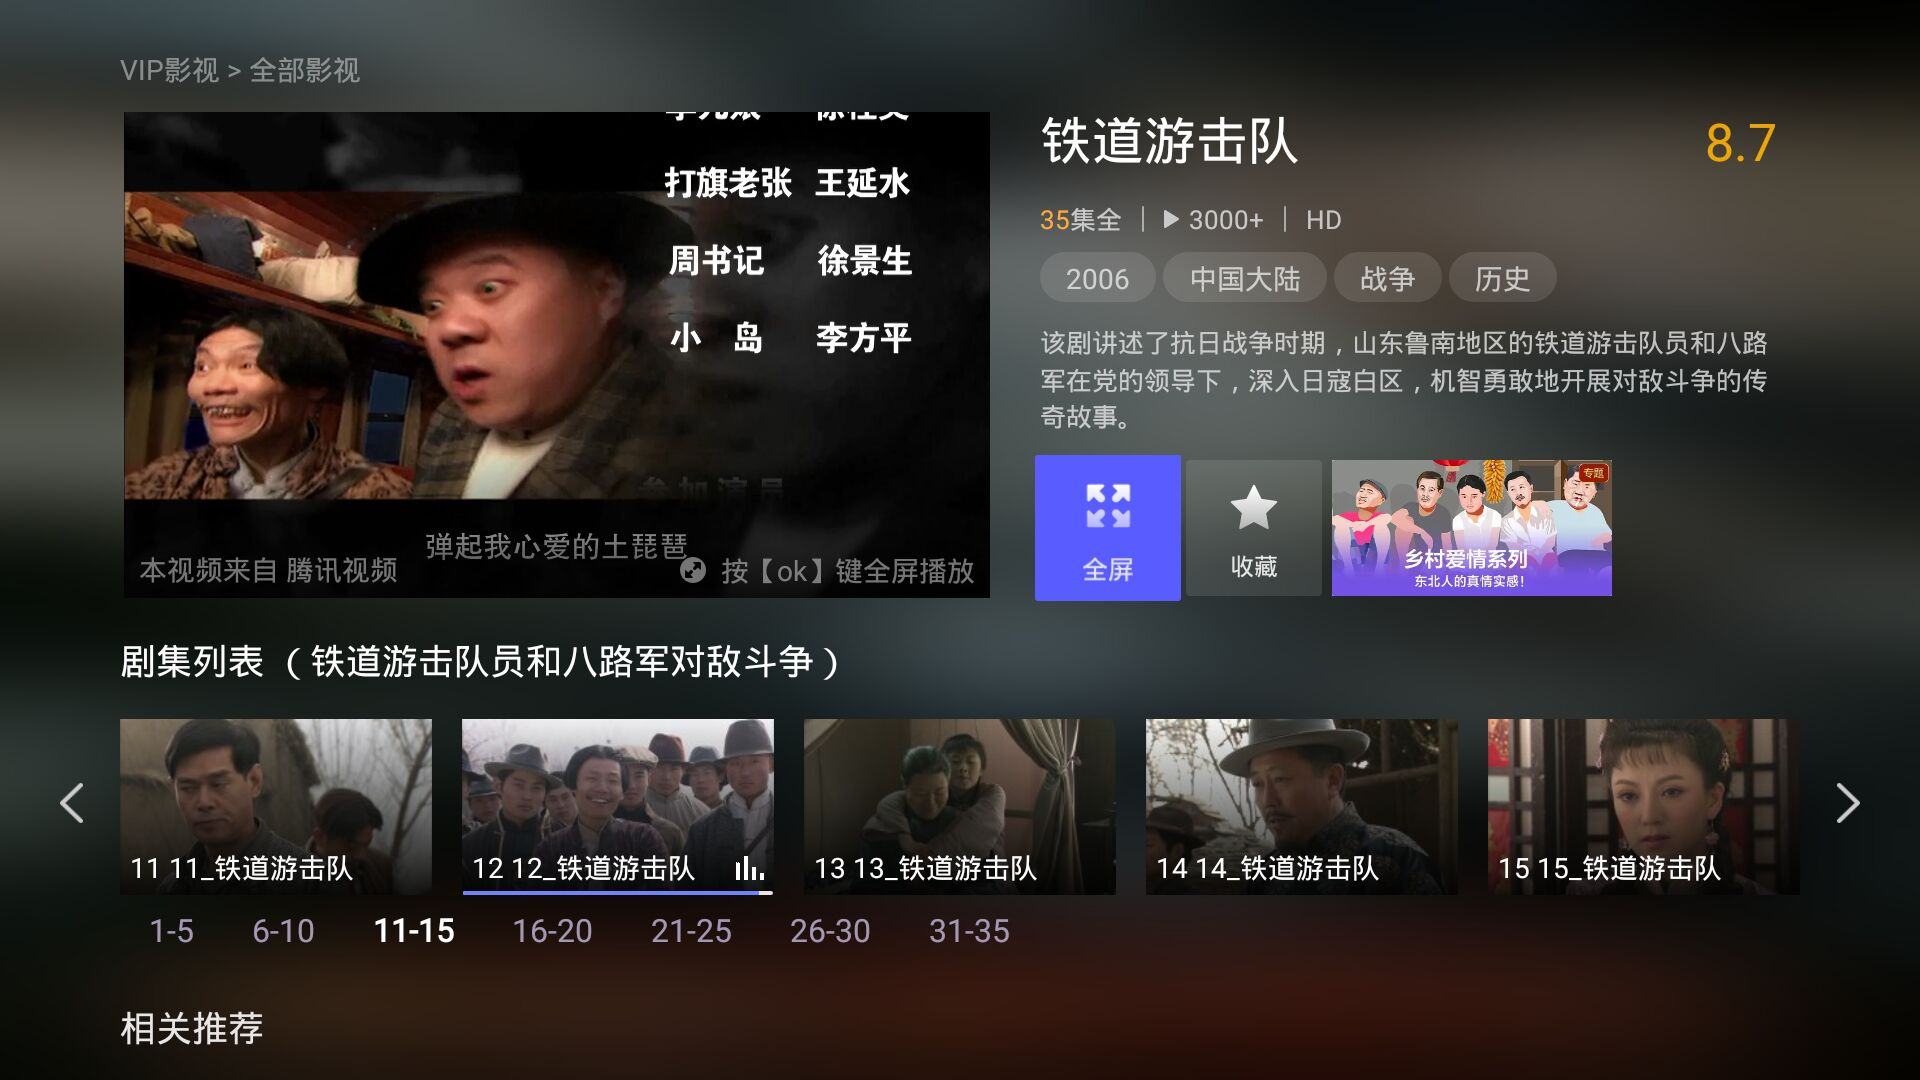 VIP影视 > 全部影视
打旗老张 王延水
周书记 徐景生
小 岛 李方平
参加演员
弹起我心爱的土琵琶
本视频来自 腾讯视频
按【ok】键全屏播放
铁道游击队
8.7
35集全 | 3000+ | HD
2006 中国大陆 战争 历史
该剧讲述了抗日战争时期，山东鲁南地区的铁道游击队员和八路
军在党的领导下，深入日寇白区，机智勇敢地开展对敌斗争的传
奇故事。
全屏
收藏
专题
乡村爱情系列
东北人的真情实感！
剧集列表 （铁道游击队员和八路军对敌斗争）
11 11_铁道游击队
12 12_铁道游击队
13 13_铁道游击队
14 14_铁道游击队
15 15_铁道游击队
1-5 6-10 11-15 16-20 21-25 26-30 31-35
相关推荐